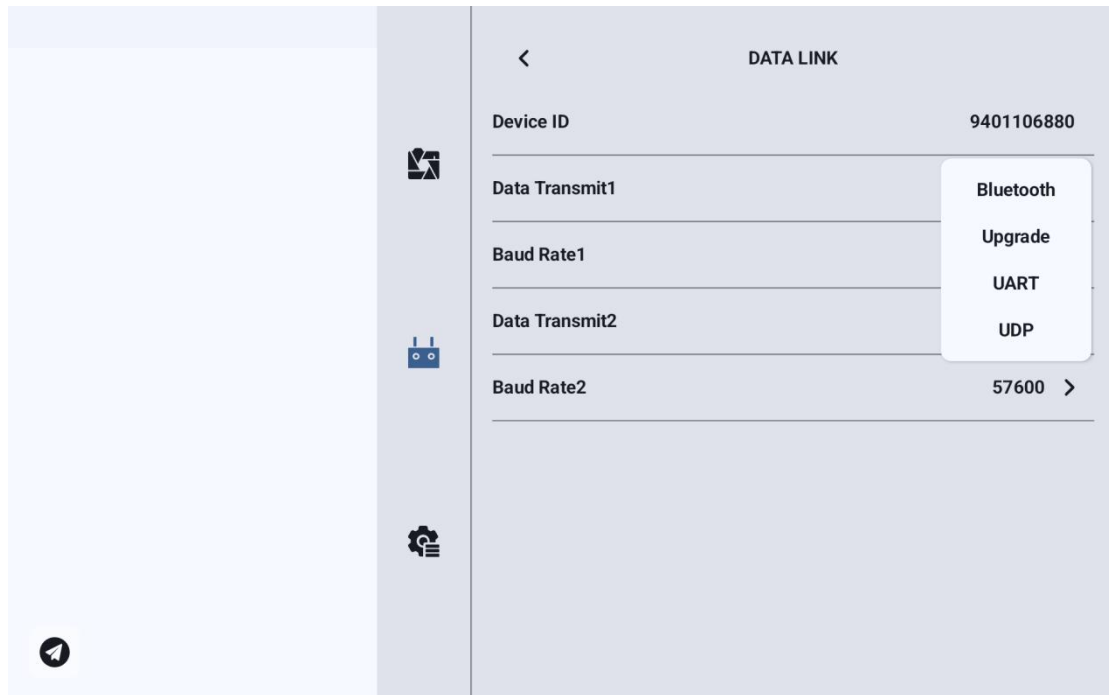 DATA LINK
Device ID 9401106880
Data Transmit1
Bluetooth
Upgrade
Baud Rate1
UART
Data Transmit2
UDP
Baud Rate2 57600